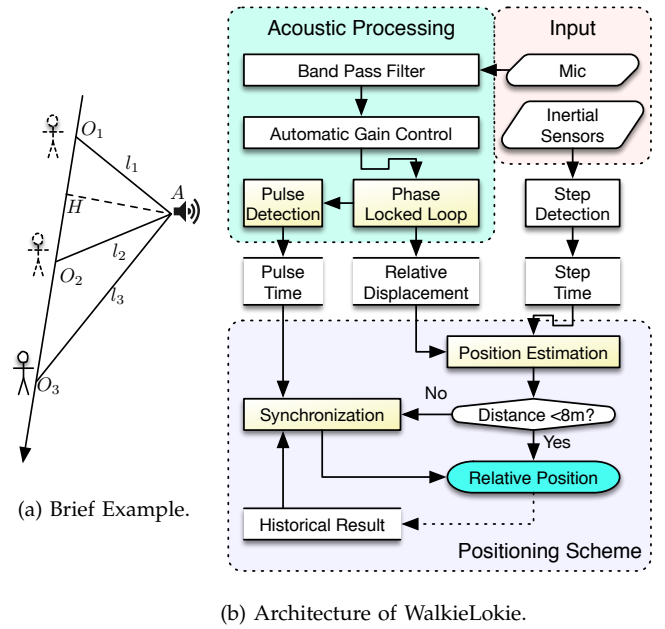 Acoustic Processing
Input
Band Pass Filter
Mic
Automatic Gain Control
Inertial
Sensors
Pulse
Detection
Phase
Locked Loop
Step
Detection
Pulse
Time
Relative
Displacement
Step
Time
Position Estimation
No
Synchronization
Distance <8m?
Yes
Relative Position
Historical Result
Positioning Scheme
O1
l1
A
H
l2
O2
l3
O3
(a) Brief Example.
(b) Architecture of WalkieLokie.